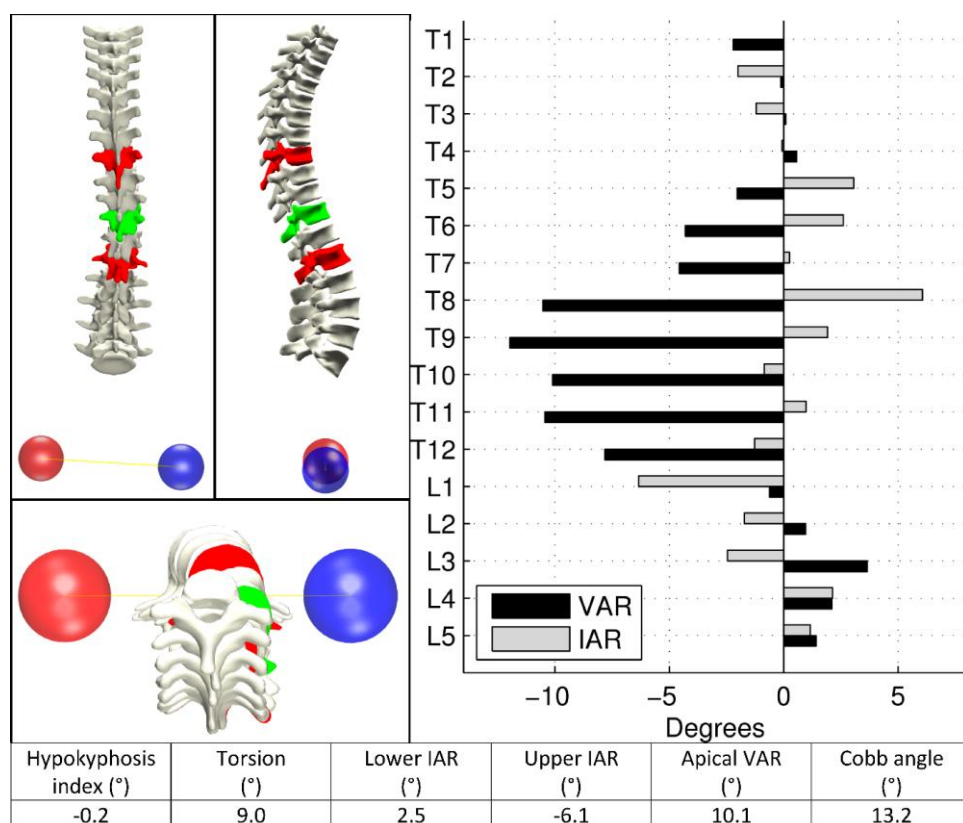 T1
T2
T3
T4
T5
T6
T7
T8
T9
T10
T11
T12
L1
L2
L3
L4
L5
VAR
IAR
−10 −5 0 5
Degrees
Hypokyphosis index (°) Torsion (°) Lower IAR (°) Upper IAR (°) Apical VAR (°) Cobb angle (°)
-0.2 9.0 2.5 -6.1 10.1 13.2